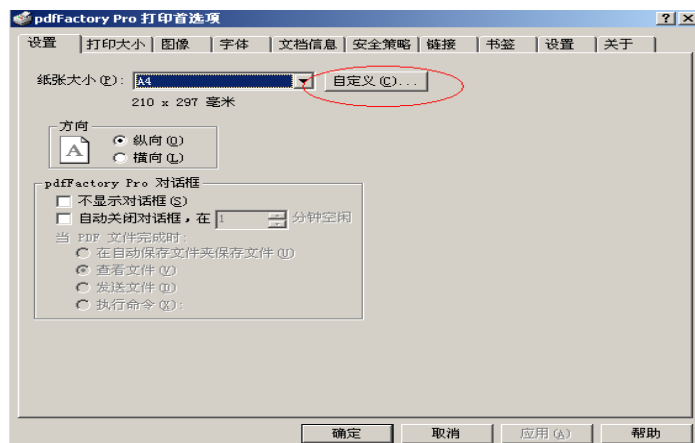 pdfFactory Pro 打印首选项
设置 打印大小 图像 字体 文档信息 安全策略 链接 书签 设置 关于
纸张大小(P): A4 自定义(C)...
210 x 297 毫米
方向
A 纵向(O)
横向(L)
pdfFactory Pro 对话框
不显示对话框(S)
自动关闭对话框，在 1 分钟空闲
当 PDF 文件完成时:
在自动保存文件夹保存文件(U)
查看文件(V)
发送文件(D)
执行命令(X):
确定 取消 应用(A) 帮助